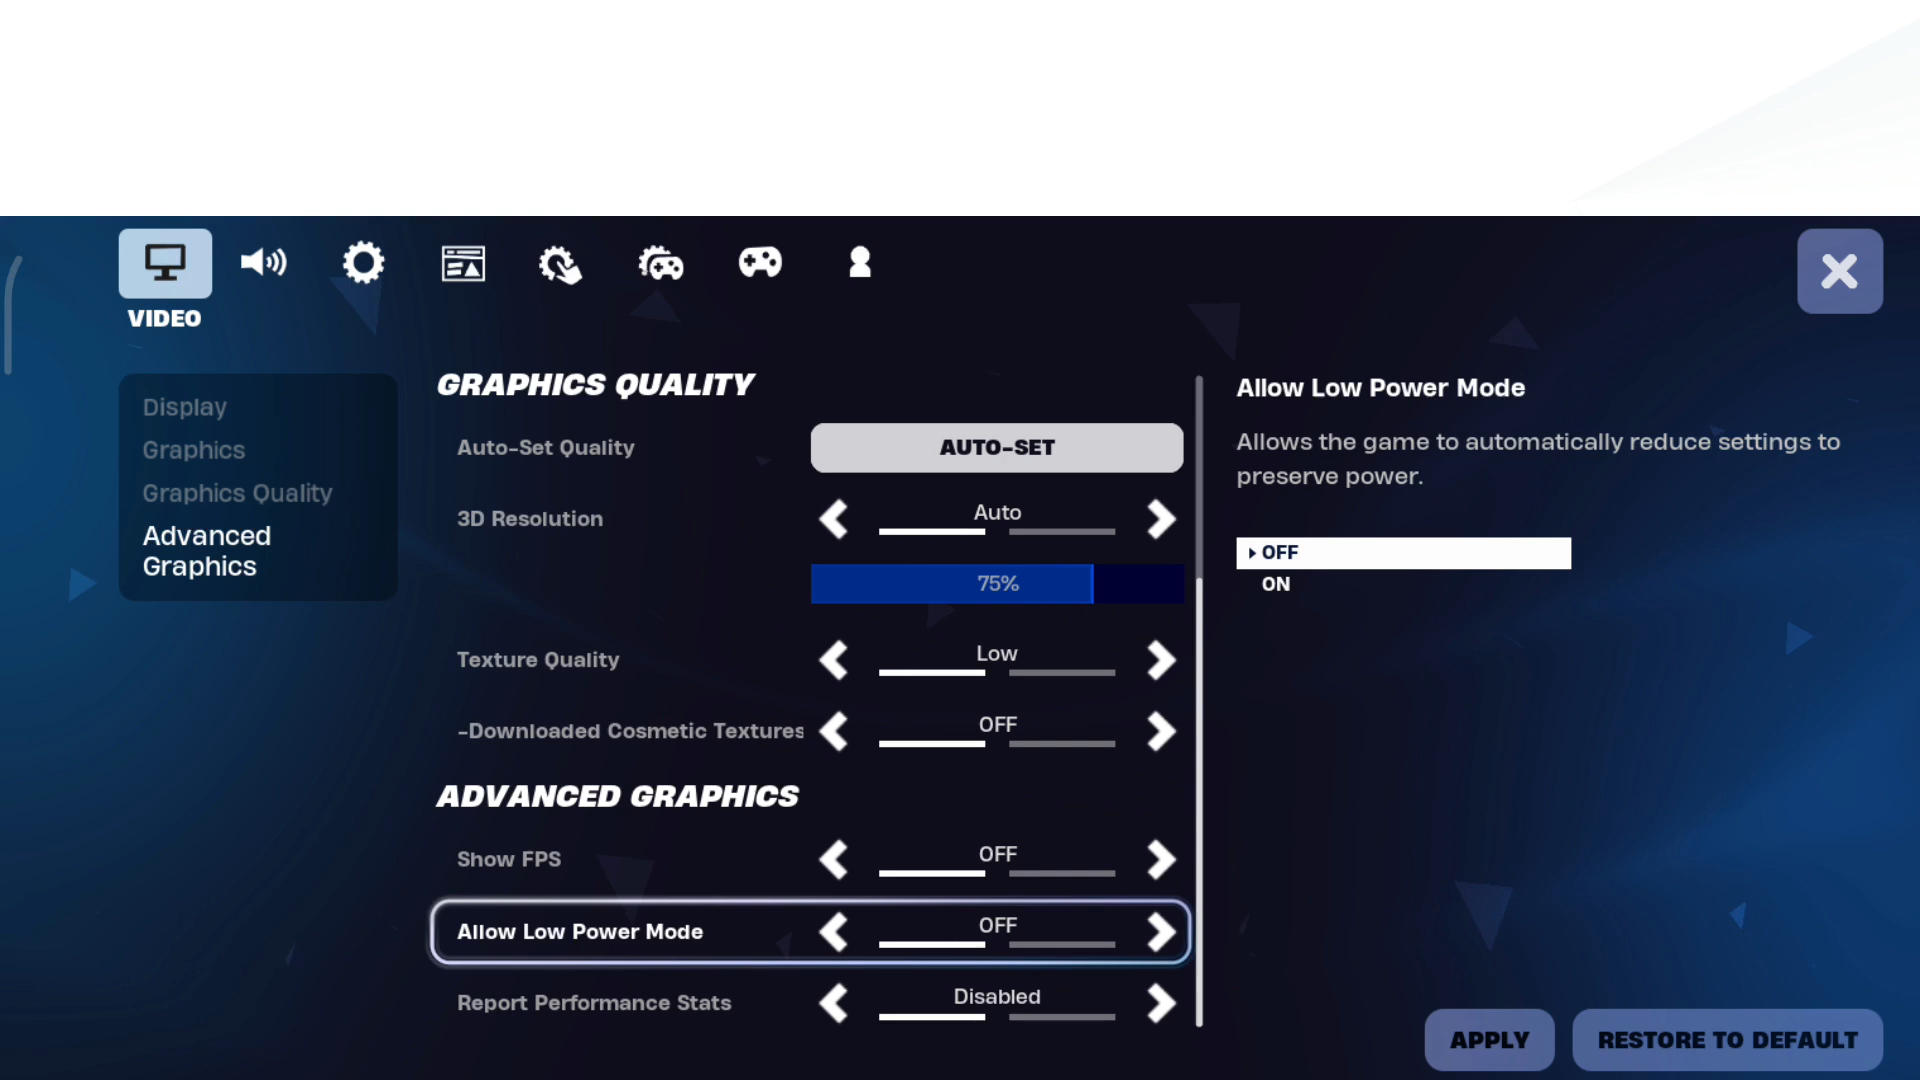 VIDEO
Display
Graphics
Graphics Quality
Advanced
Graphics
GRAPHICS QUALITY
Auto-Set Quality
AUTO-SET
3D Resolution
Auto
75%
Texture Quality
Low
-Downloaded Cosmetic Textures
OFF
ADVANCED GRAPHICS
Show FPS
OFF
Allow Low Power Mode
OFF
Report Performance Stats
Disabled
Allow Low Power Mode
Allows the game to automatically reduce settings to
preserve power.
OFF
ON
APPLY
RESTORE TO DEFAULT